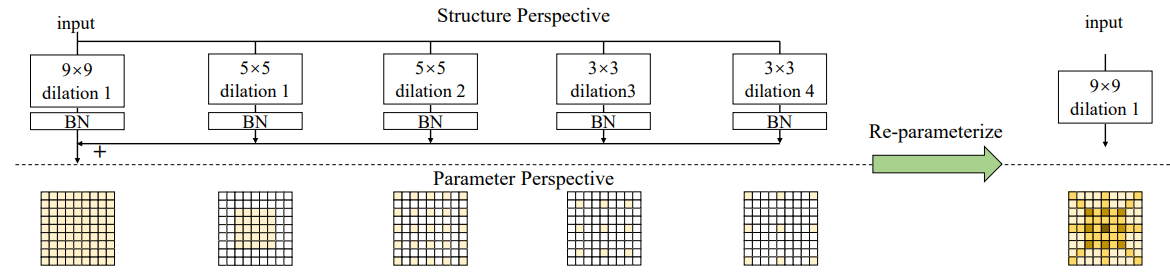 Structure Perspective
input
input
9×9
dilation 1
5×5
dilation 1
5×5
dilation 2
3×3
dilation3
3×3
dilation 4
9×9
dilation 1
BN
BN
BN
BN
BN
+
Re-parameterize
Parameter Perspective